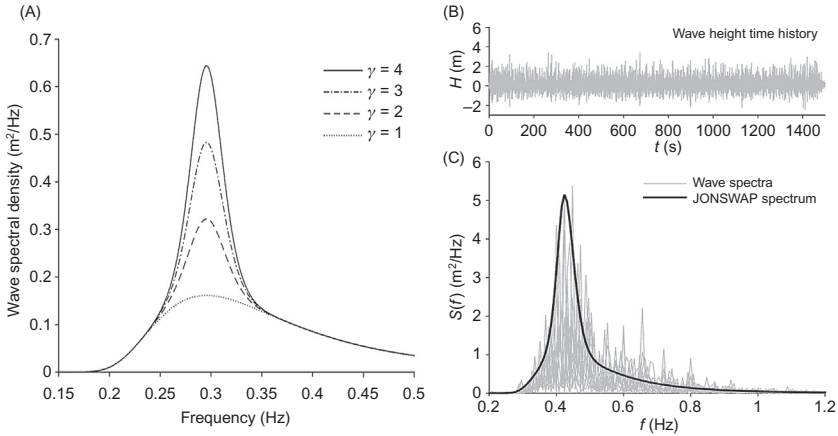 (A)
0.7
0.6
0.5
0.4
0.3
0.2
0.1
0
Wave spectral density (m²/Hz)
γ = 4
γ = 3
γ = 2
γ = 1
0.15 0.2 0.25 0.3 0.35 0.4 0.45 0.5
Frequency (Hz)
(B)
Wave height time history
6
4
2
0
−2
H (m)
0 200 400 600 800 1000 1200 1400
t (s)
(C)
6
5
4
3
2
1
0
S(f) (m²/Hz)
Wave spectra
JONSWAP spectrum
0.2 0.4 0.6 0.8 1 1.2
f (Hz)